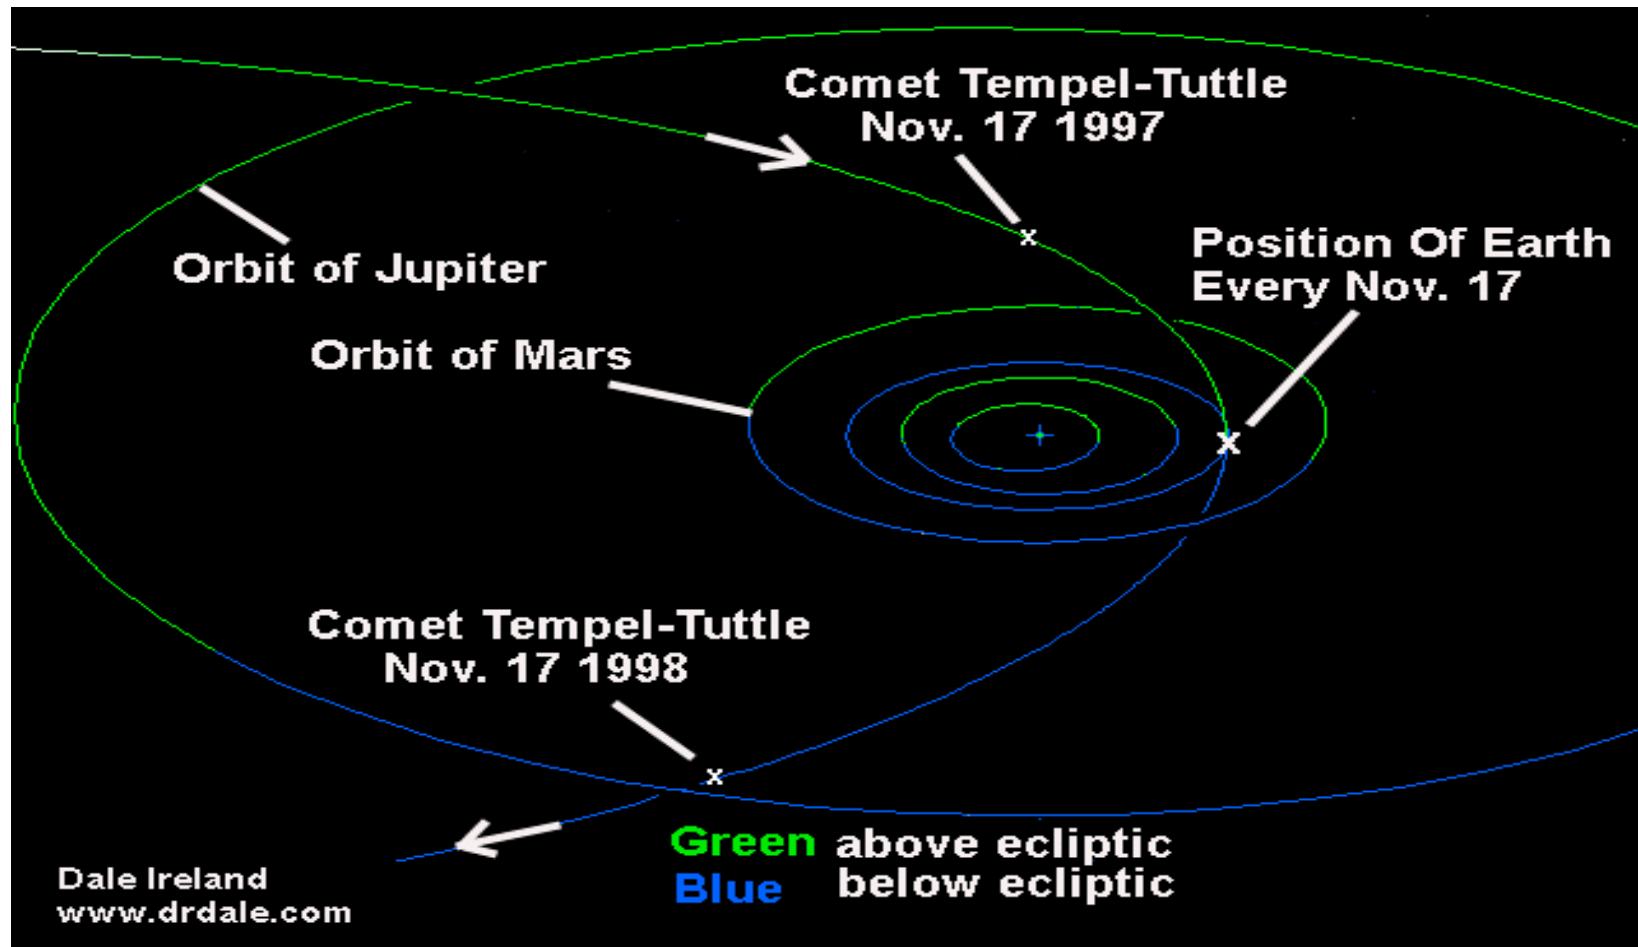 Comet Tempel-Tuttle
Nov. 17 1997
x
Position Of Earth
Every Nov. 17
x
Orbit of Jupiter
Orbit of Mars
Comet Tempel-Tuttle
Nov. 17 1998
x
Green above ecliptic
Blue below ecliptic
Dale Ireland
www.drdale.com